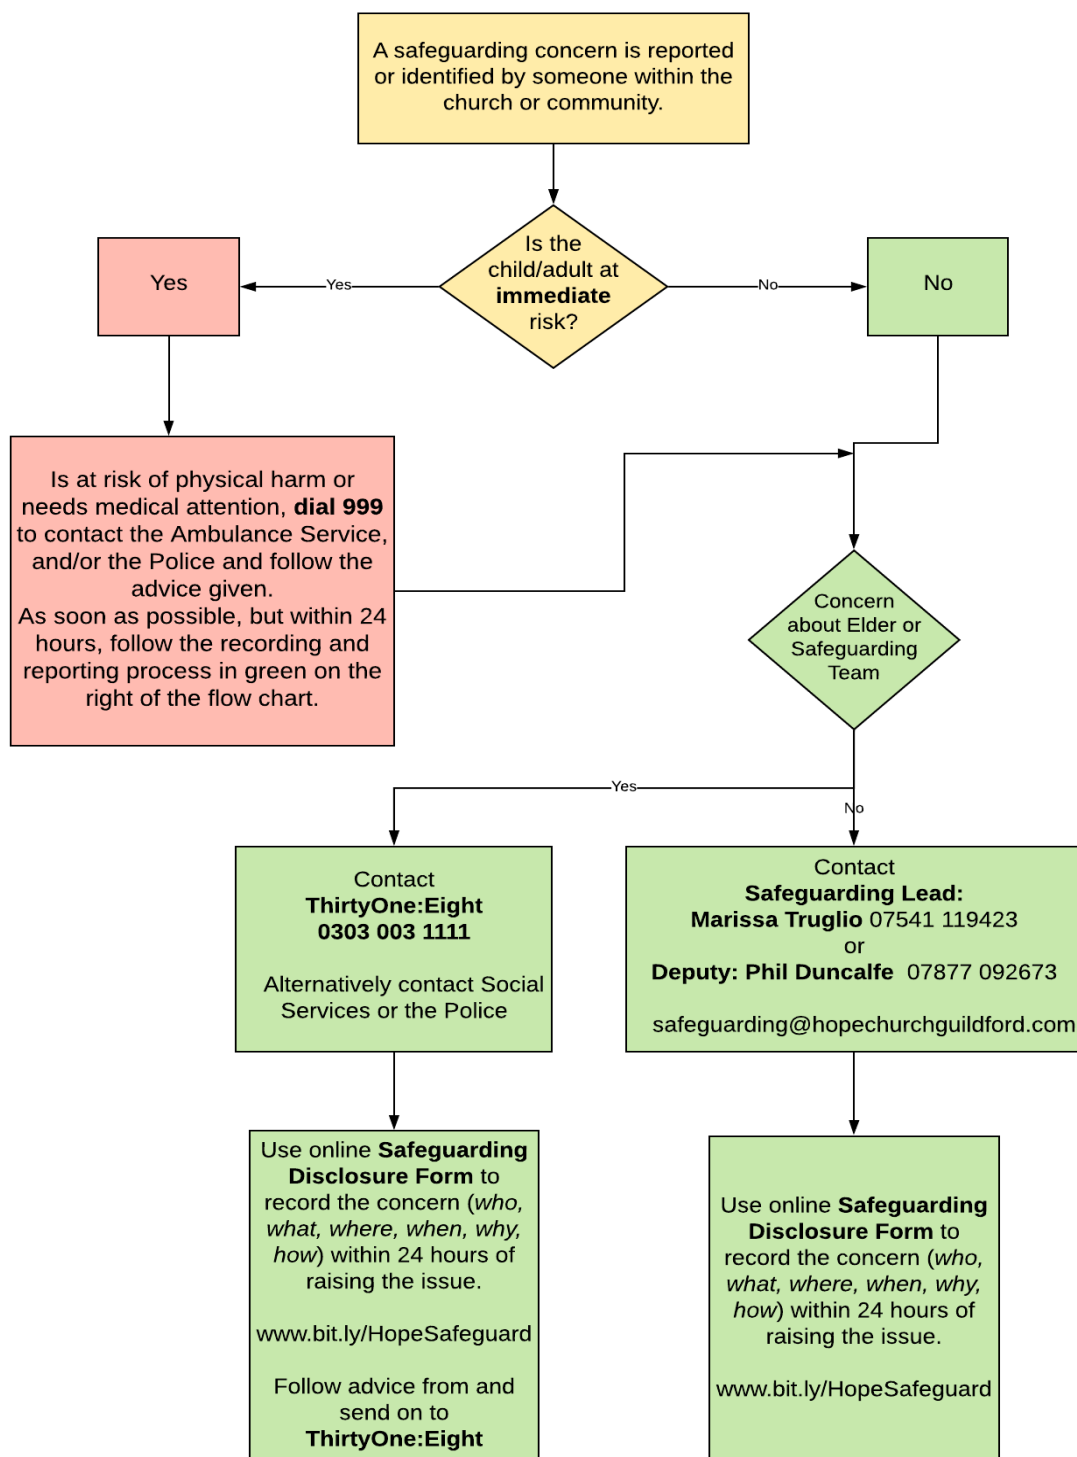 A safeguarding concern is reported
or identified by someone within the
church or community.
Is the
child/adult at
immediate
risk?
Yes
Yes
No
No
Is at risk of physical harm or
needs medical attention, dial 999
to contact the Ambulance Service,
and/or the Police and follow the
advice given.
As soon as possible, but within 24
hours, follow the recording and
reporting process in green on the
right of the flow chart.
Concern
about Elder or
Safeguarding
Team
Yes
No
Contact
ThirtyOne:Eight
0303 003 1111
Alternatively contact Social
Services or the Police
Contact
Safeguarding Lead:
Marissa Truglio 07541 119423
or
Deputy: Phil Duncalfe 07877 092673
safeguarding@hopechurchguildford.com
Use online Safeguarding
Disclosure Form to
record the concern (who,
what, where, when, why,
how) within 24 hours of
raising the issue.
www.bit.ly/HopeSafeguard
Follow advice from and
send on to
ThirtyOne:Eight
Use online Safeguarding
Disclosure Form to
record the concern (who,
what, where, when, why,
how) within 24 hours of
raising the issue.
www.bit.ly/HopeSafeguard